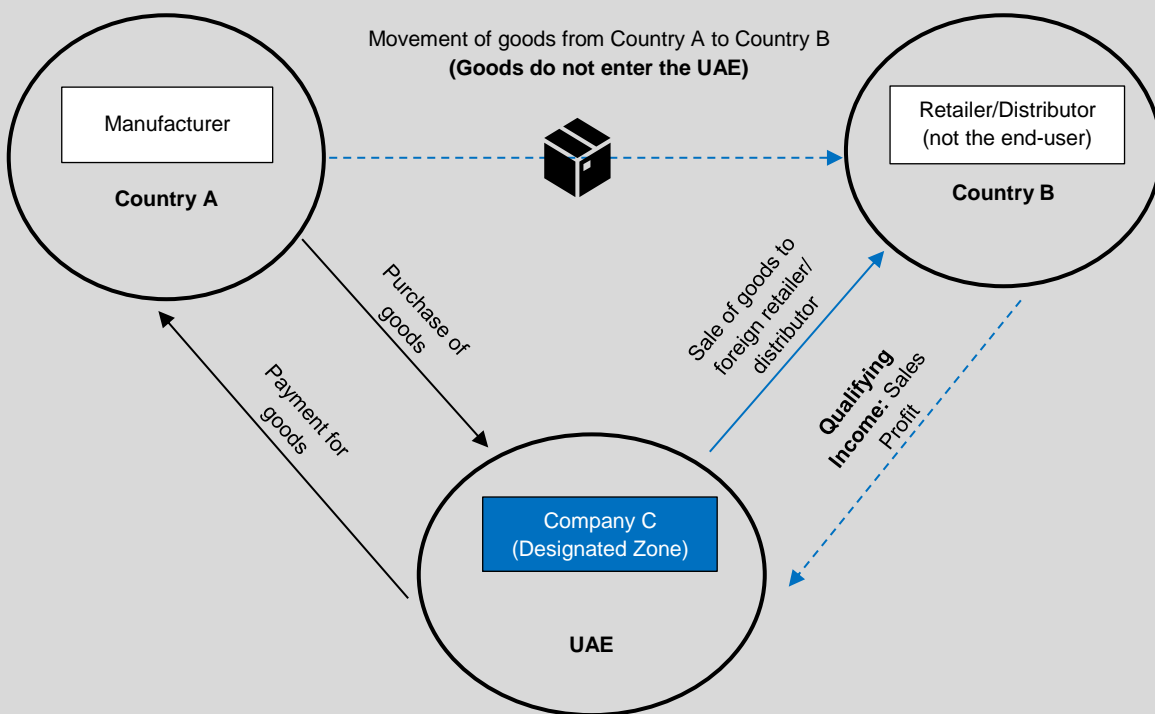 Movement of goods from Country A to Country B
(Goods do not enter the UAE)
Manufacturer
Country A
Retailer/Distributor
(not the end-user)
Country B
Purchase of
goods
Payment for
goods
Sale of goods to
foreign retailer/
distributor
Qualifying
Income: Sales
Profit
Company C
(Designated Zone)
UAE